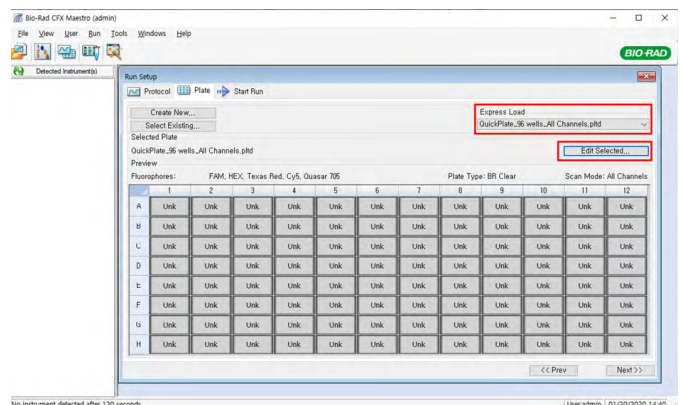 Bio-Rad CFX Maestro (admin)
File View User Run Tools Windows Help
BIO-RAD
Detected Instrument(s)
Run Setup
Protocol Plate Start Run
Create New...
Express Load
Select Existing...
QuickPlate_96 wells_All Channels.pltd
Selected Plate
QuickPlate_96 wells_All Channels.pltd
Edit Selected...
Preview
Fluorophores: FAM, HEX, Texas Red, Cy5, Quasar 705 Plate Type: BR Clear Scan Mode: All Channels
1 2 3 4 5 6 7 8 9 10 11 12
A Unk Unk Unk Unk Unk Unk Unk Unk Unk Unk Unk Unk
B Unk Unk Unk Unk Unk Unk Unk Unk Unk Unk Unk Unk
C Unk Unk Unk Unk Unk Unk Unk Unk Unk Unk Unk Unk
D Unk Unk Unk Unk Unk Unk Unk Unk Unk Unk Unk Unk
E Unk Unk Unk Unk Unk Unk Unk Unk Unk Unk Unk Unk
F Unk Unk Unk Unk Unk Unk Unk Unk Unk Unk Unk Unk
G Unk Unk Unk Unk Unk Unk Unk Unk Unk Unk Unk Unk
H Unk Unk Unk Unk Unk Unk Unk Unk Unk Unk Unk Unk
<< Prev Next >>
No instrument detected after 120 seconds User:admin 01/30/2020 14:40